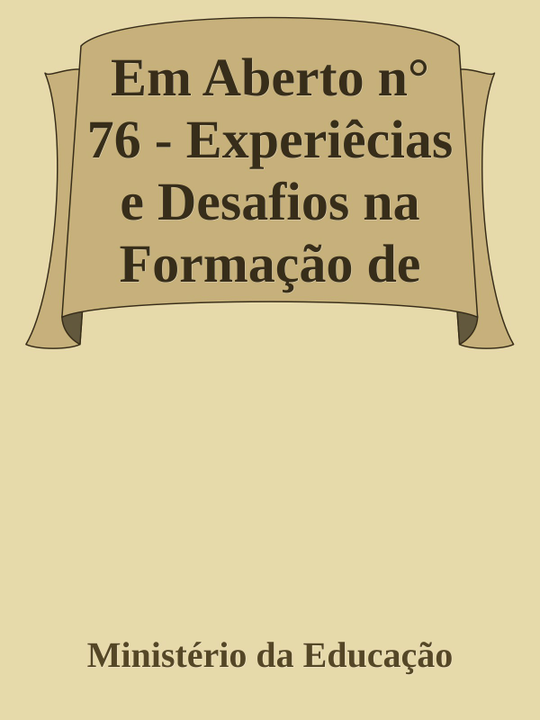 Em Aberto n°
76 - Experiêcias
e Desafios na
Formação de
Ministério da Educação